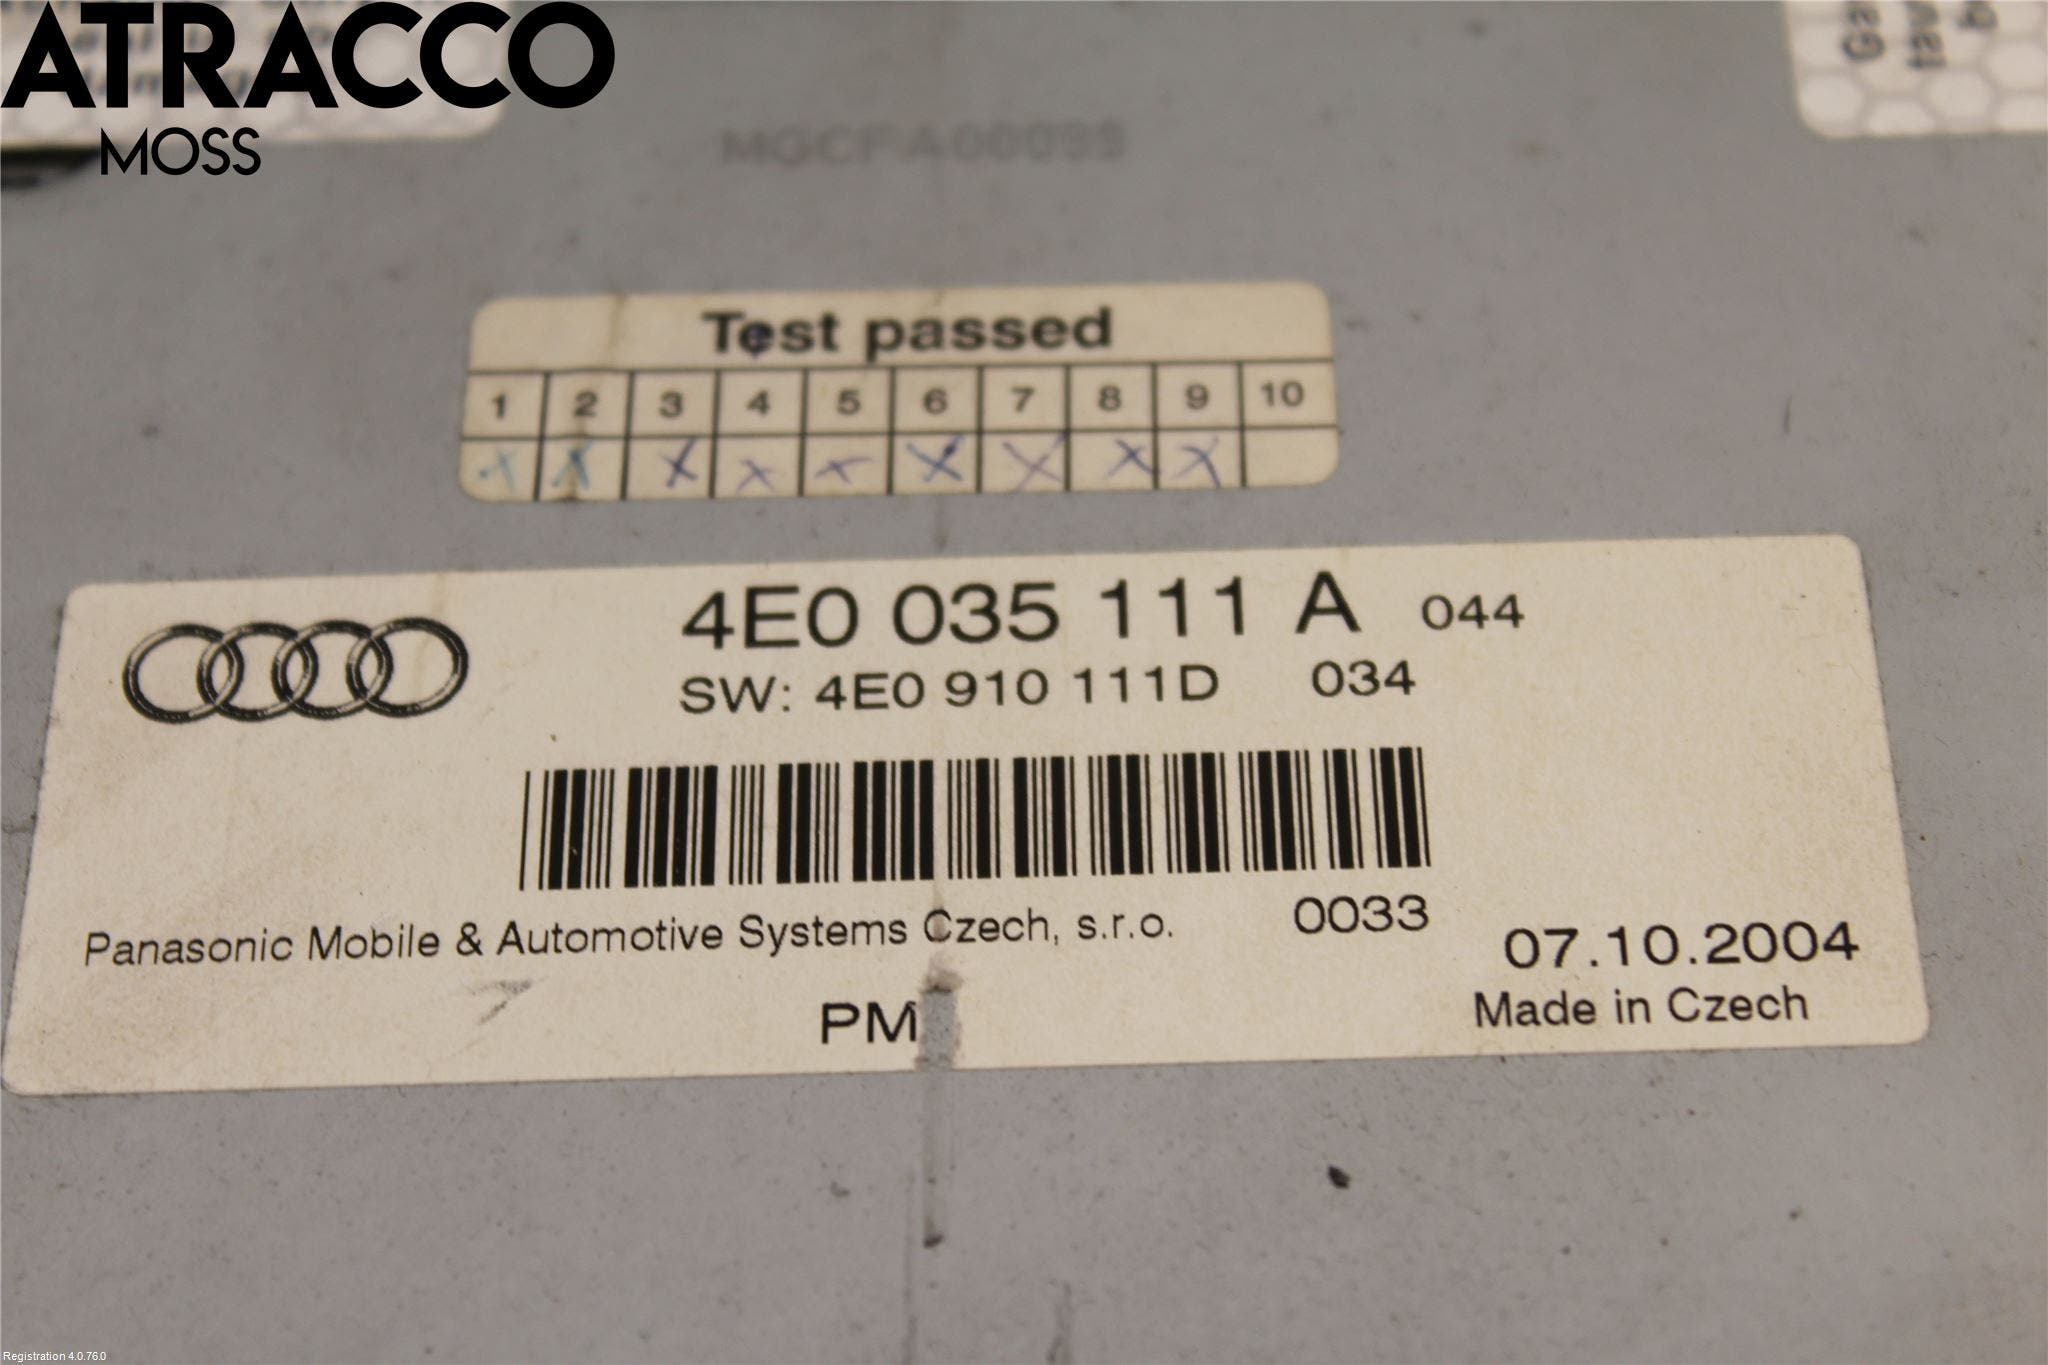 ATRACCO
MOSS
Test passed
1 2 3 4 5 6 7 8 9 10
x x x x x x x x x
4E0 035 111 A 044
SW: 4E0 910 111D 034
Panasonic Mobile & Automotive Systems Czech, s.r.o. 0033
07.10.2004
PM
Made in Czech
Registration 4.0.76.0